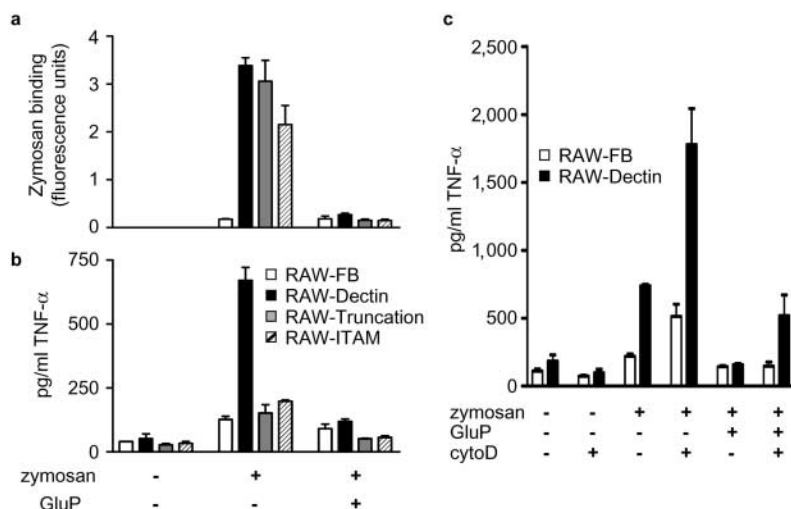 a
Zymosan binding
(fluorescence units)
4
3
2
1
0
b
pg/ml TNF-α
750
500
250
0
RAW-FB
RAW-Dectin
RAW-Truncation
RAW-ITAM
zymosan - + +
GluP - - +
c
pg/ml TNF-α
2,500
2,000
1,500
1,000
500
0
RAW-FB
RAW-Dectin
zymosan - - + + + +
GluP - - - - + +
cytoD - + - + - +